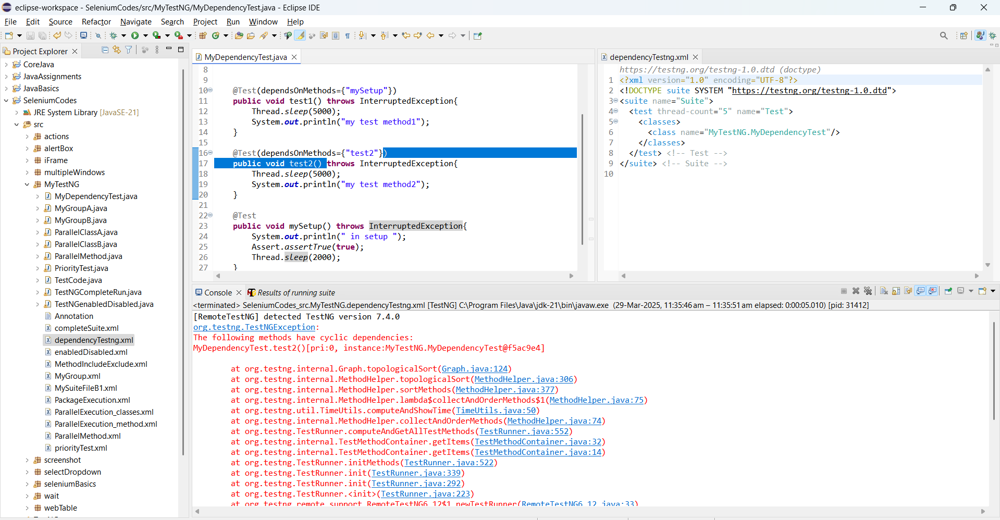 eclipse-workspace - SeleniumCodes/src/MyTestNG/MyDependencyTest.java - Eclipse IDE
File Edit Source Refactor Navigate Search Project Run Window Help
Project Explorer
CoreJava
JavaAssignments
JavaBasics
SeleniumCodes
JRE System Library [JavaSE-21]
src
actions
alertBox
iFrame
multipleWindows
MyTestNG
MyDependencyTest.java
MyGroupA.java
MyGroupB.java
ParallelClassA.java
ParallelClassB.java
ParallelMethod.java
PriorityTest.java
TestCode.java
TestNGCompleteRun.java
TestNGenabledDisabled.java
Annotation
completeSuite.xml
dependencyTestng.xml
enabledDisabled.xml
MethodIncludeExclude.xml
MyGroup.xml
MySuiteFileB1.xml
PackageExecution.xml
ParallelExecution_classes.xml
ParallelExecution_method.xml
ParallelMethod.xml
priorityTest.xml
screenshot
selectDropdown
seleniumBasics
wait
webTable
MyDependencyTest.java
8
9
10 @Test(dependsOnMethods={"mySetup"})
11 public void test1() throws InterruptedException{
12 Thread.sleep(5000);
13 System.out.println("my test method1");
14 }
15
16 @Test(dependsOnMethods={"test2"})
17 public void test2() throws InterruptedException{
18 Thread.sleep(5000);
19 System.out.println("my test method2");
20 }
21
22 @Test
23 public void mySetup() throws InterruptedException{
24 System.out.println(" in setup ");
25 Assert.assertTrue(true);
26 Thread.sleep(2000);
27 }
dependencyTestng.xml
https://testng.org/testng-1.0.dtd (doctype)
1 <?xml version="1.0" encoding="UTF-8"?>
2 <!DOCTYPE suite SYSTEM "https://testng.org/testng-1.0.dtd">
3 <suite name="Suite">
4 <test thread-count="5" name="Test">
5 <classes>
6 <class name="MyTestNG.MyDependencyTest"/>
7 </classes>
8 </test> <!-- Test -->
9 </suite> <!-- Suite -->
10
Console Results of running suite
<terminated> SeleniumCodes_src.MyTestNG.dependencyTestng.xml [TestNG] C:\Program Files\Java\jdk-21\bin\javaw.exe (29-Mar-2025, 11:35:46 am – 11:35:51 am elapsed: 0:00:05.010) [pid: 31412]
[RemoteTestNG] detected TestNG version 7.4.0
org.testng.TestNGException:
The following methods have cyclic dependencies:
MyDependencyTest.test2()[pri:0, instance:MyTestNG.MyDependencyTest@f5ac9e4]
at org.testng.internal.Graph.topologicalSort(Graph.java:124)
at org.testng.internal.MethodHelper.topologicalSort(MethodHelper.java:306)
at org.testng.internal.MethodHelper.sortMethods(MethodHelper.java:377)
at org.testng.internal.MethodHelper.lambda$collectAndOrderMethods$1(MethodHelper.java:75)
at org.testng.util.TimeUtils.computeAndShowTime(TimeUtils.java:50)
at org.testng.internal.MethodHelper.collectAndOrderMethods(MethodHelper.java:74)
at org.testng.TestRunner.computeAndGetAllTestMethods(TestRunner.java:552)
at org.testng.internal.TestMethodContainer.getItems(TestMethodContainer.java:32)
at org.testng.internal.TestMethodContainer.getItems(TestMethodContainer.java:14)
at org.testng.TestRunner.initMethods(TestRunner.java:522)
at org.testng.TestRunner.init(TestRunner.java:339)
at org.testng.TestRunner.init(TestRunner.java:292)
at org.testng.TestRunner.<init>(TestRunner.java:223)
at org.testng.remote.support.RemoteTestNG6_12$1.newTestRunner(RemoteTestNG6_12.java:33)